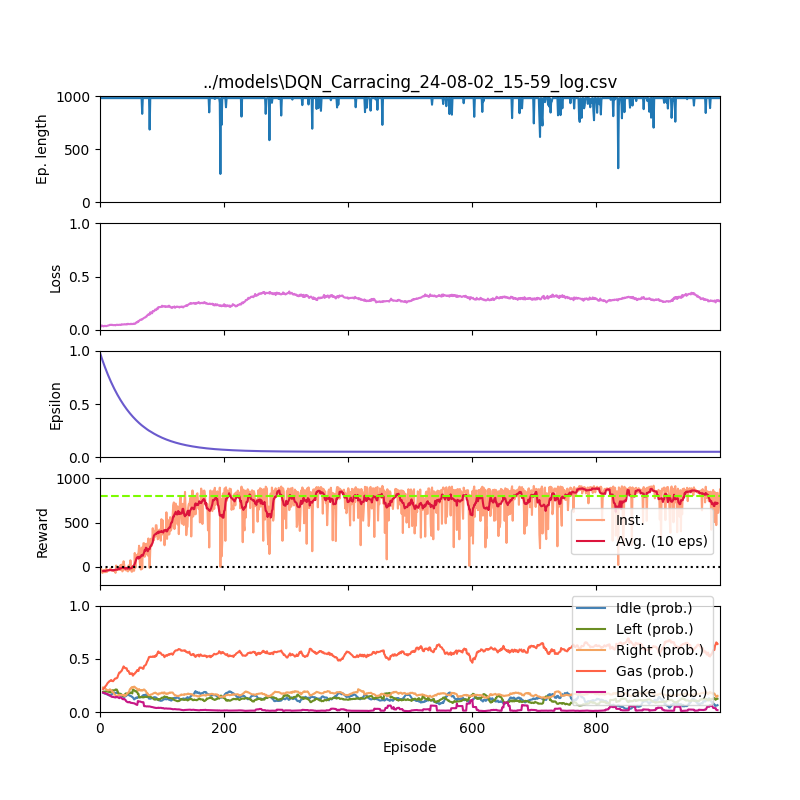 ../models\DQN_Carracing_24-08-02_15-59_log.csv
1000
500
0
Ep. length
1.0
0.5
0.0
Loss
1.0
0.5
0.0
Epsilon
1000
500
0
Reward
Inst.
Avg. (10 eps)
1.0
0.5
0.0
Idle (prob.)
Left (prob.)
Right (prob.)
Gas (prob.)
Brake (prob.)
0 200 400 600 800
Episode